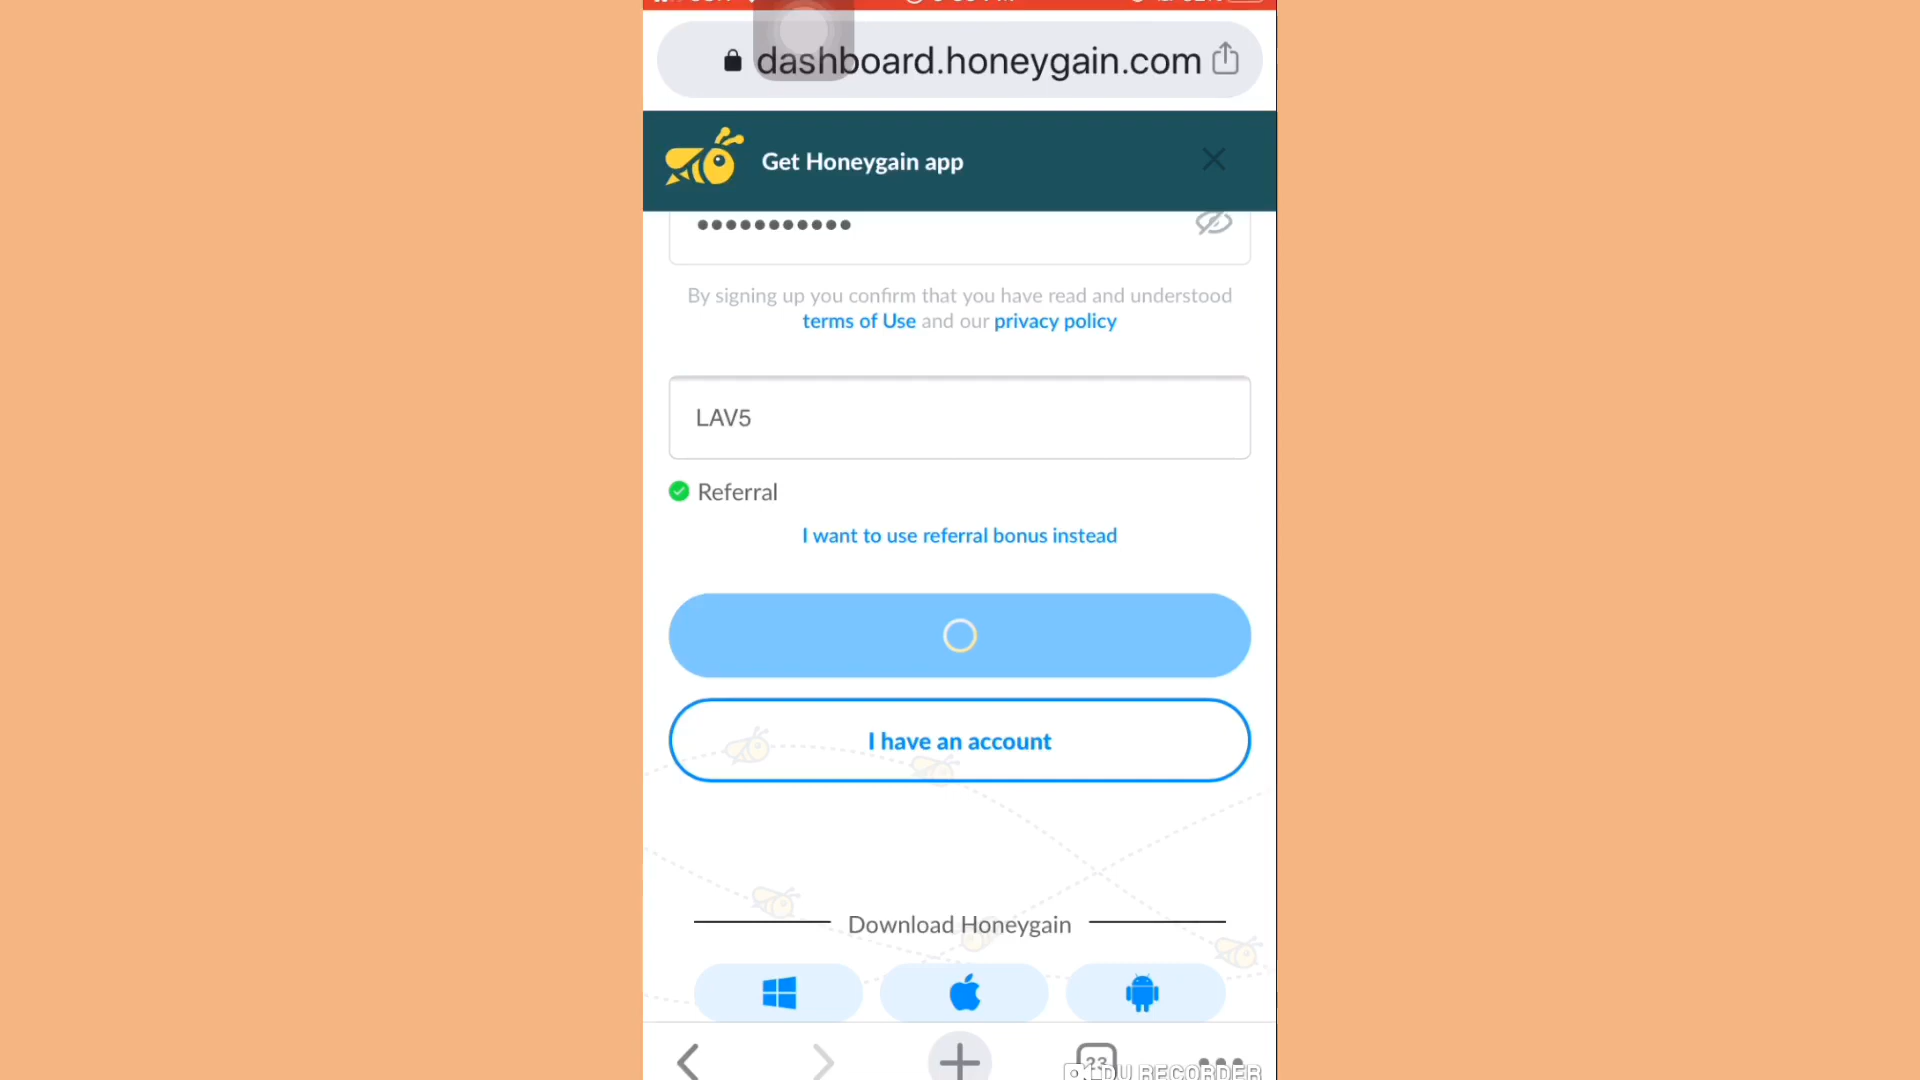 dashboard.honeygain.com
Get Honeygain app
•••••••••••
By signing up you confirm that you have read and understood
terms of Use and our privacy policy
LAV5
Referral
I want to use referral bonus instead
I have an account
Download Honeygain
23
DU RECORDER